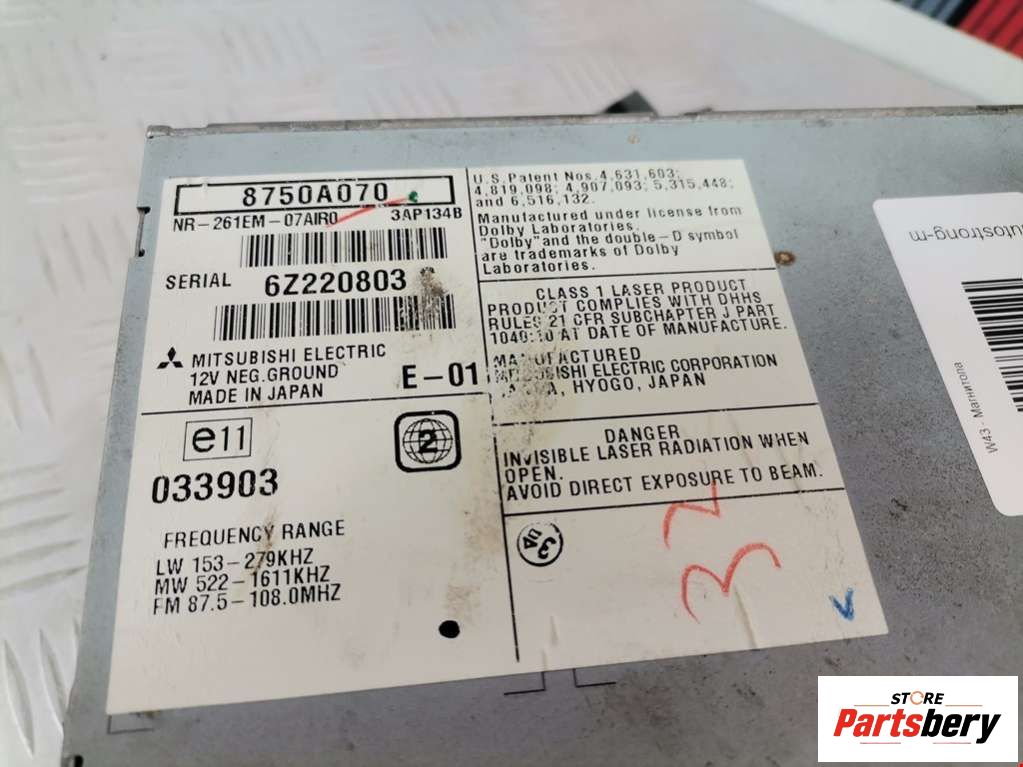 8750A070
NR-261EM-07AIR0 3AP134B
SERIAL 6Z220803
MITSUBISHI ELECTRIC
12V NEG.GROUND
MADE IN JAPAN
E-01
e11
033903
2
FREQUENCY RANGE
LW 153-279KHZ
MW 522-1611KHZ
FM 87.5-108.0MHZ
U.S.Patent Nos.4,631,603;
4,819,098; 4,907,093; 5,315,448;
and 6,516,132.
Manufactured under license from
Dolby Laboratories.
"Dolby" and the double-D symbol
are trademarks of Dolby
Laboratories.
CLASS 1 LASER PRODUCT
PRODUCT COMPLIES WITH DHHS
RULES 21 CFR SUBCHAPTER J PART
1040.10 AT DATE OF MANUFACTURE.
MANUFACTURED
MITSUBISHI ELECTRIC CORPORATION
HYOGO, JAPAN
DANGER
INVISIBLE LASER RADIATION WHEN
OPEN.
AVOID DIRECT EXPOSURE TO BEAM.
32
autostrong-m
W43 - Магнитола
STORE
Partsbery